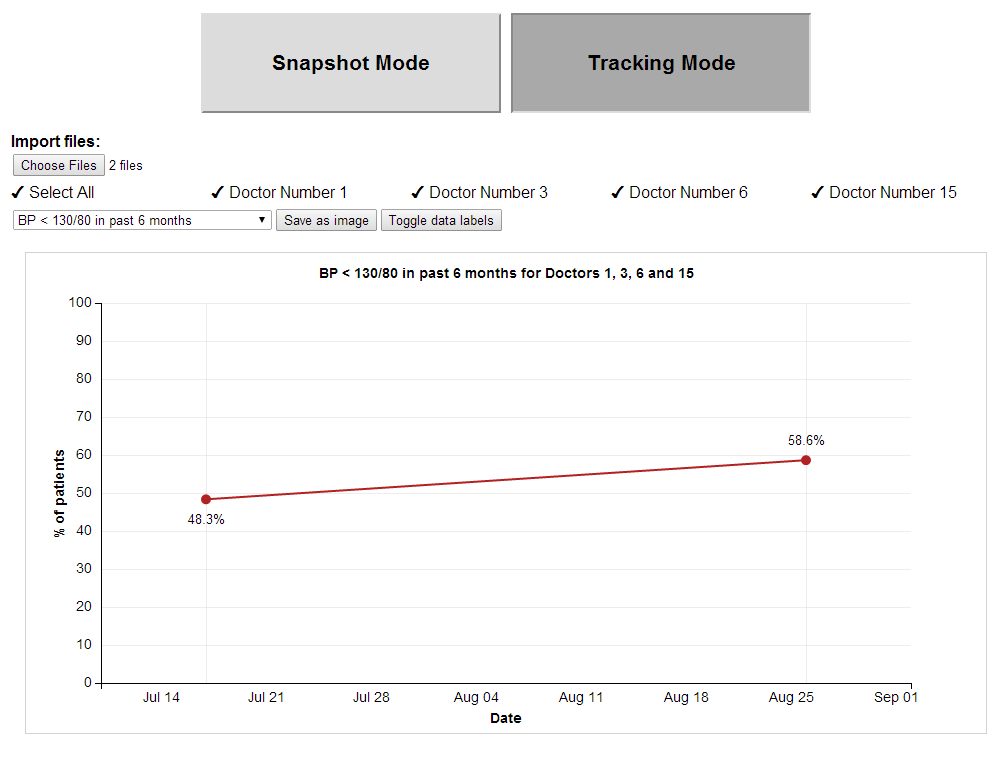 Snapshot Mode Tracking Mode
Import files:
Choose Files 2 files
✔ Select All ✔ Doctor Number 1 ✔ Doctor Number 3 ✔ Doctor Number 6 ✔ Doctor Number 15
BP < 130/80 in past 6 months ▼ Save as image Toggle data labels
BP < 130/80 in past 6 months for Doctors 1, 3, 6 and 15
100
90
80
70
60
50
40
30
20
10
0
% of patients
58.6%
48.3%
Jul 14 Jul 21 Jul 28 Aug 04 Aug 11 Aug 18 Aug 25 Sep 01
Date